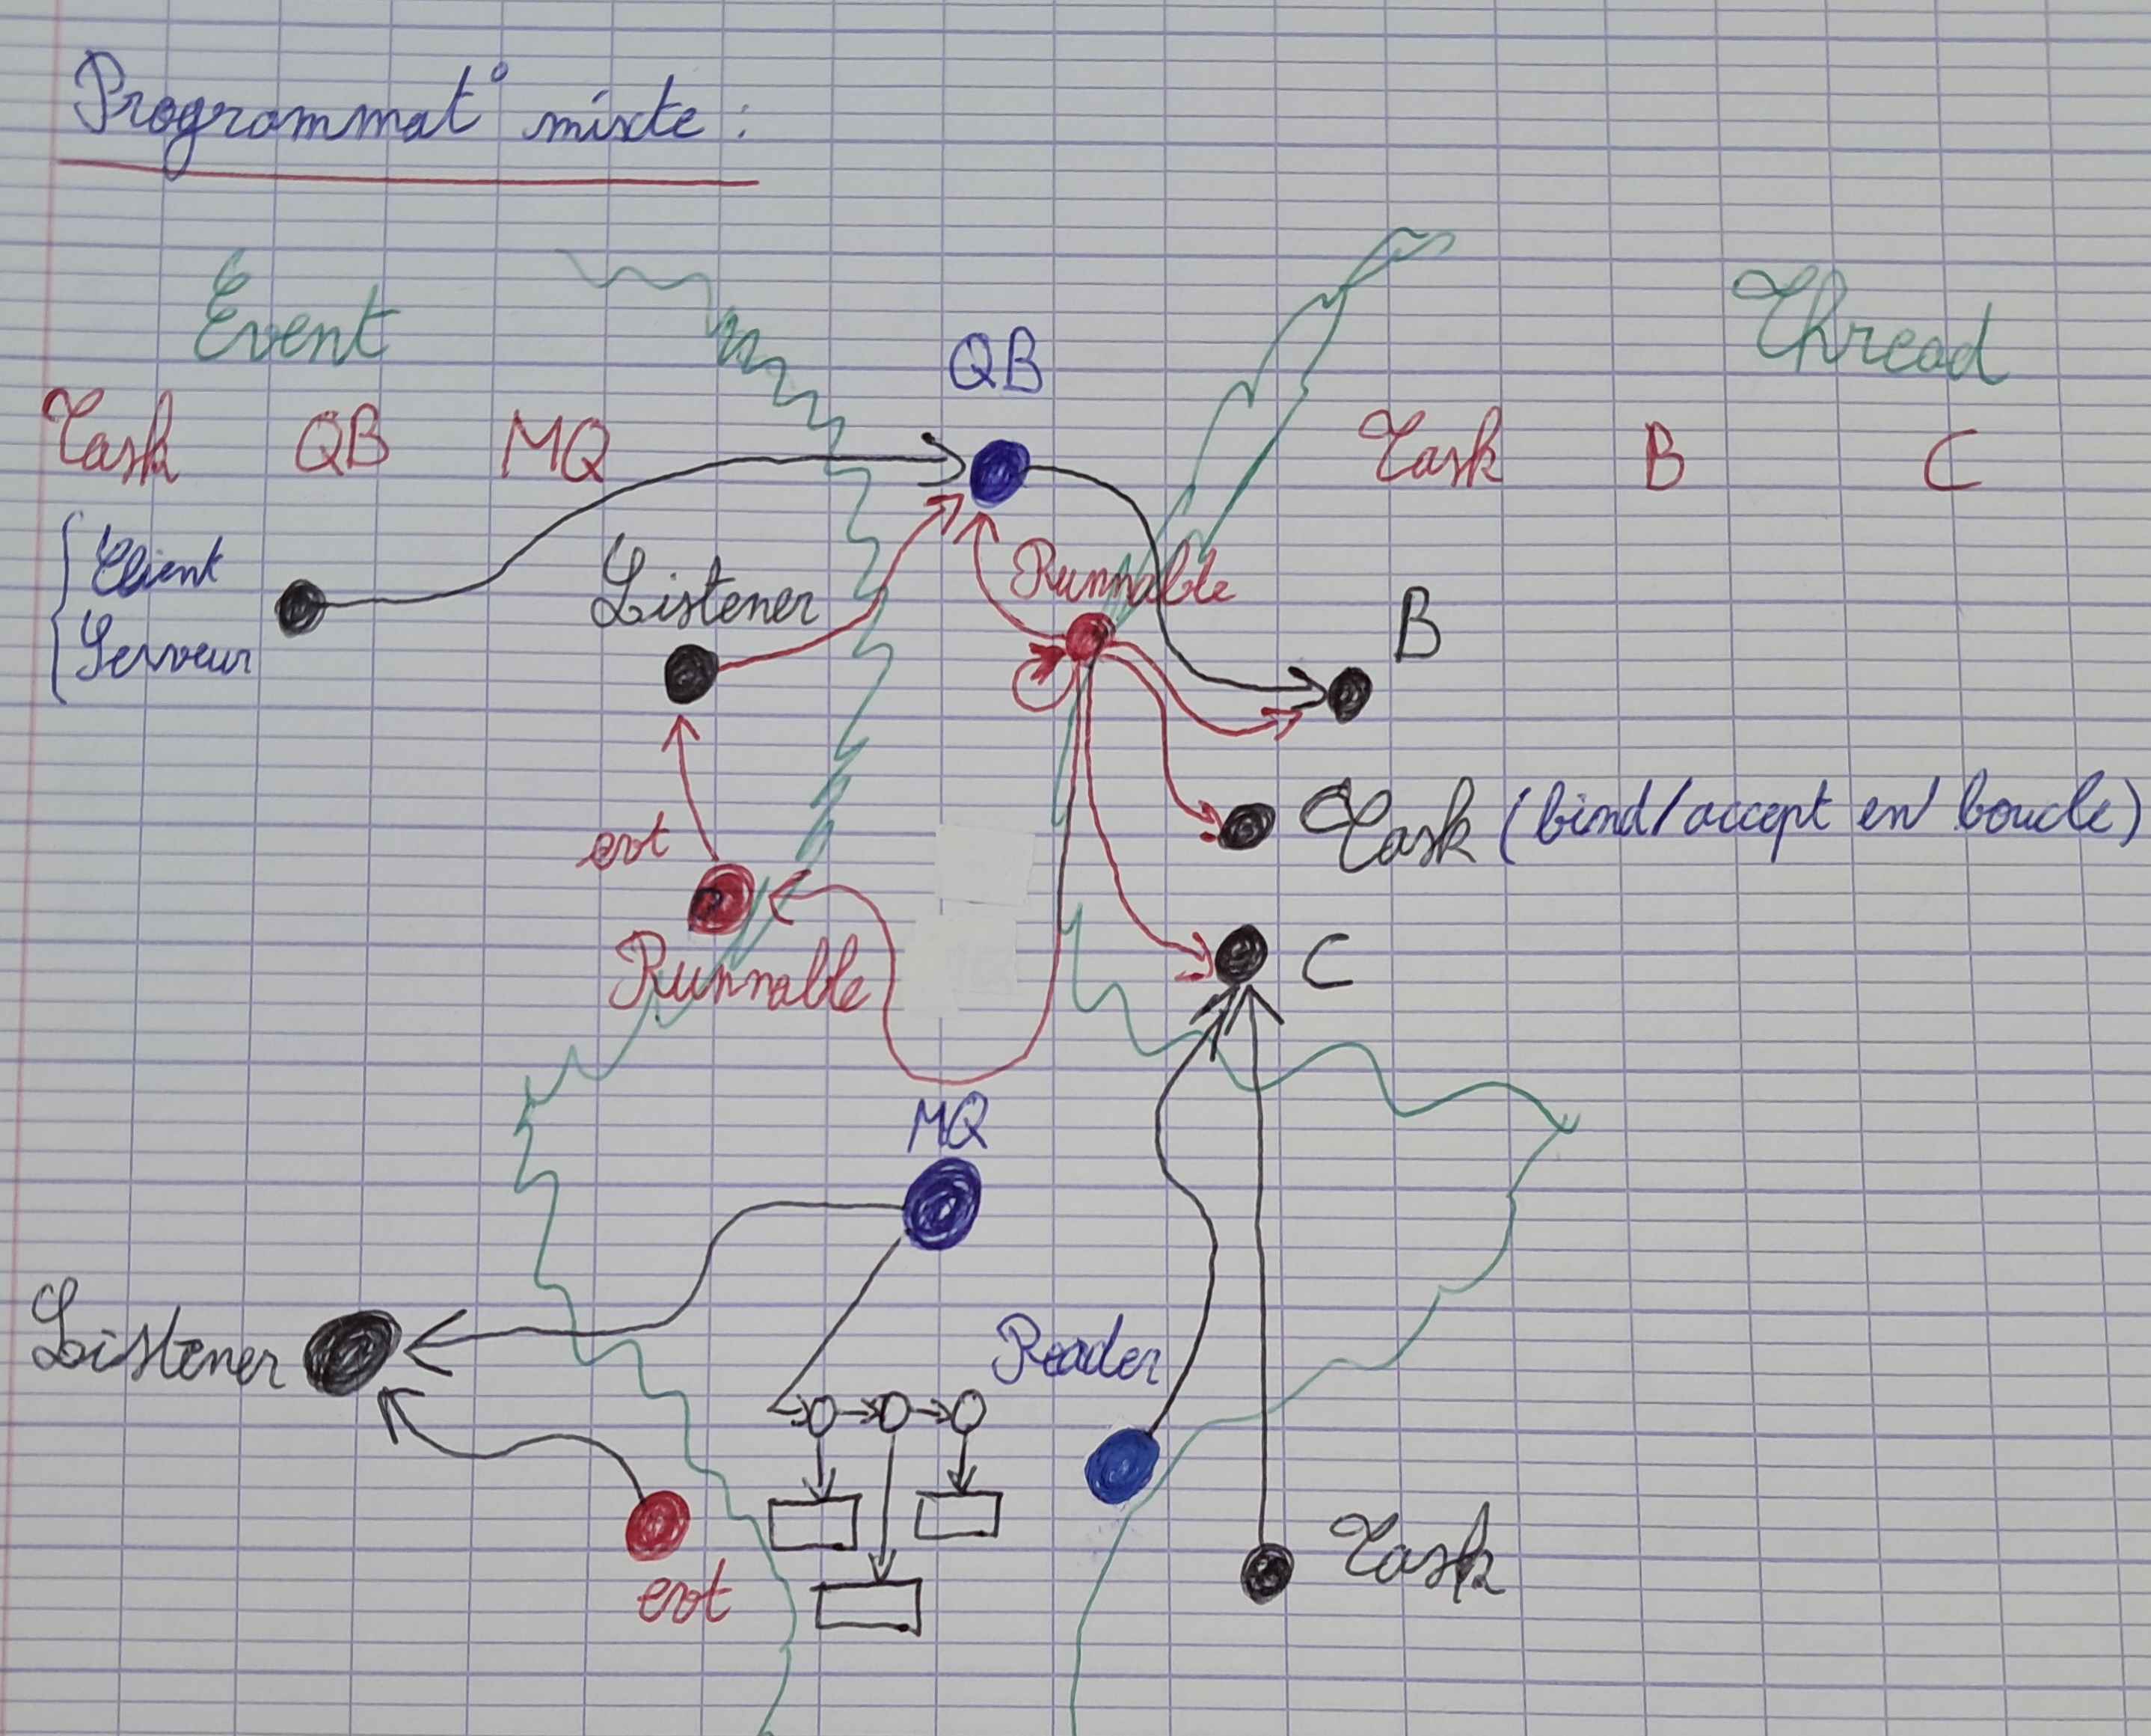 Programmat° mixte :
Event
Thread
QB
Task QB MQ
Task B C
Client
Serveur
Listener
Runnable
B
evt
Task (bind/accept en boucle)
Runnable
C
MQ
Listener
Reader
evt
Task